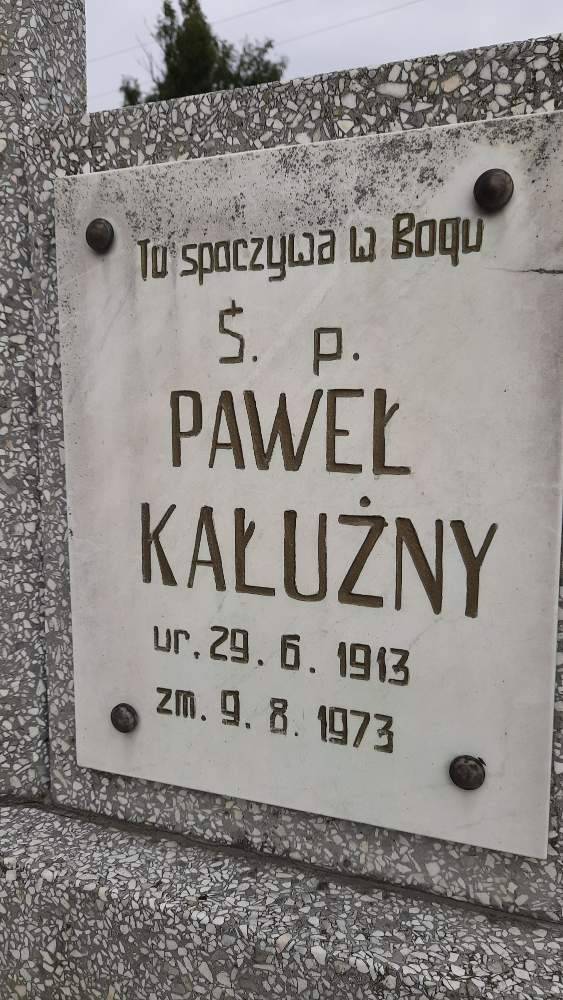 Tu spoczywa w Bogu
Ś. p.
PAWEŁ
KAŁUŻNY
ur. 29. 6. 1913
zm. 9. 8. 1973